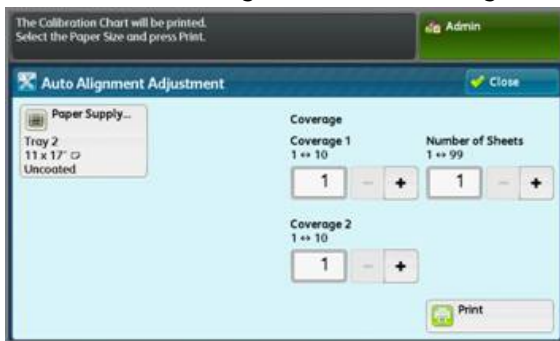 The Calibration Chart will be printed.
Select the Paper Size and press Print.
Admin
Auto Alignment Adjustment
Close
Paper Supply...
Tray 2
11 x 17"
Uncoated
Coverage
Coverage 1
1 ↔ 10
1 - +
Number of Sheets
1 ↔ 99
1 - +
Coverage 2
1 ↔ 10
1 - +
Print